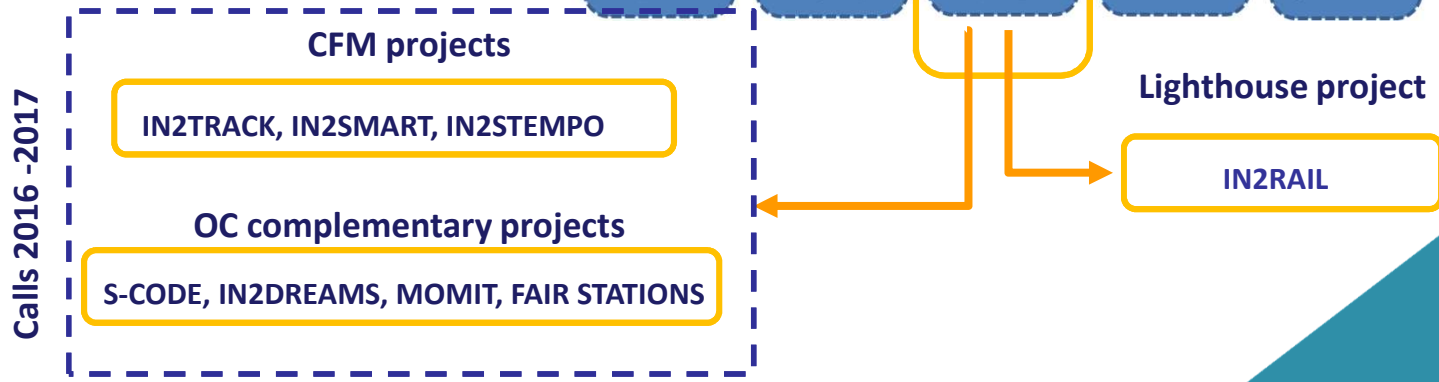 Calls 2016 -2017
CFM projects
IN2TRACK, IN2SMART, IN2STEMPO
OC complementary projects
S-CODE, IN2DREAMS, MOMIT, FAIR STATIONS
Lighthouse project
IN2RAIL